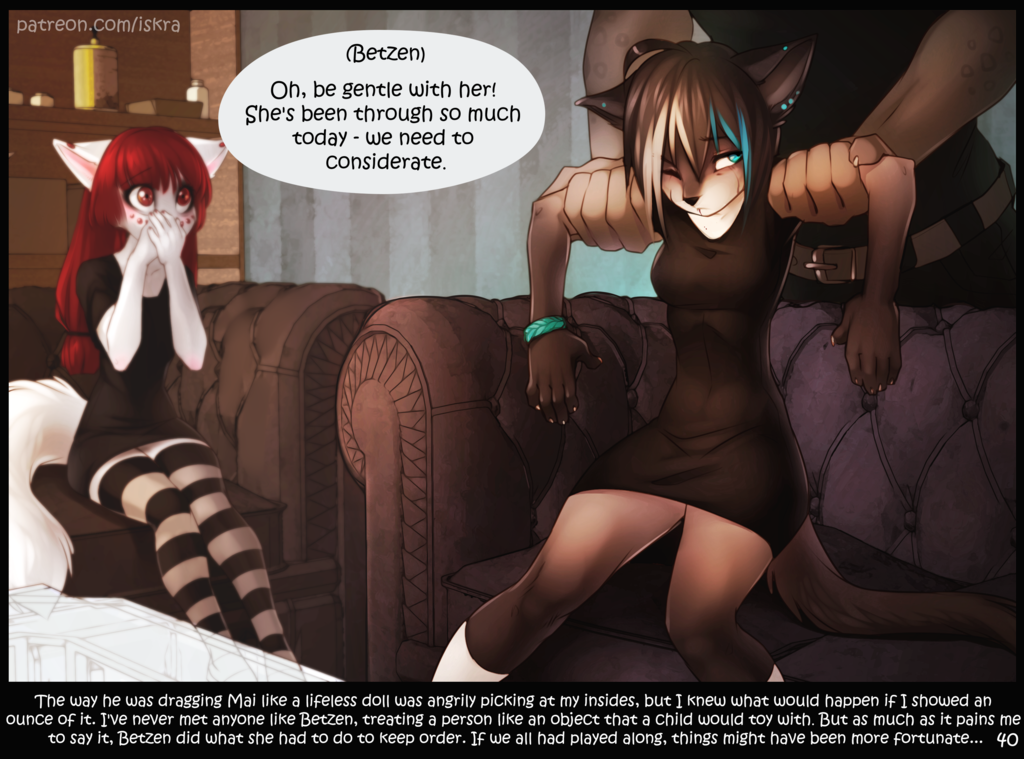 patreon.com/iskra
(Betzen)
Oh, be gentle with her!
She's been through so much
today - we need to
considerate.
The way he was dragging Mai like a lifeless doll was angrily picking at my insides, but I knew what would happen if I showed an
ounce of it. I've never met anyone like Betzen, treating a person like an object that a child would toy with. But as much as it pains me
to say it, Betzen did what she had to do to keep order. If we all had played along, things might have been more fortunate... 40